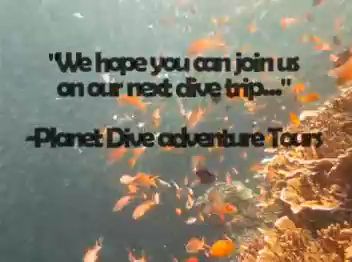 "We hope you can join us
on our next dive trip..."
-Planet Dive adventure Tours